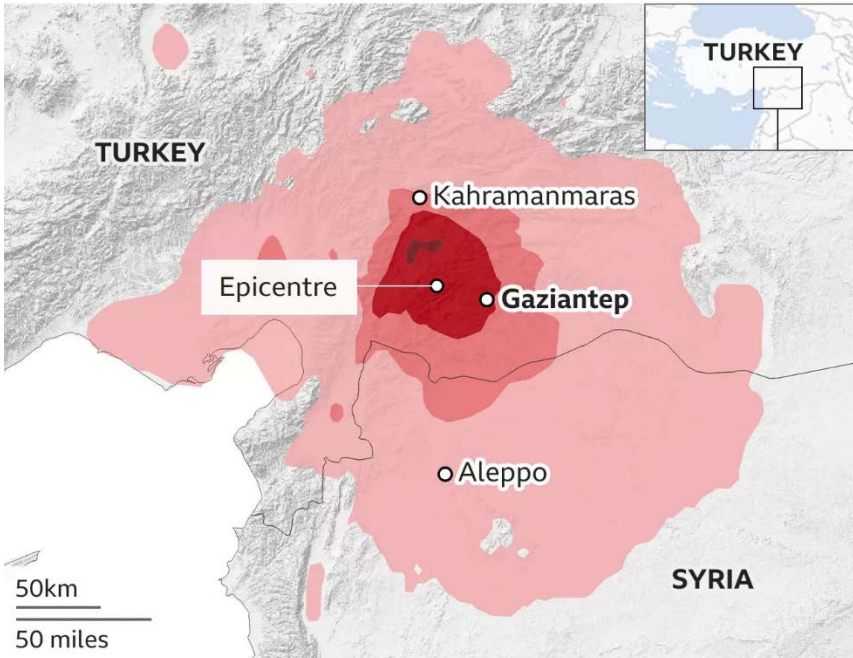 TURKEY
TURKEY
Kahramanmaras
Epicentre
Gaziantep
Aleppo
SYRIA
50km
50 miles